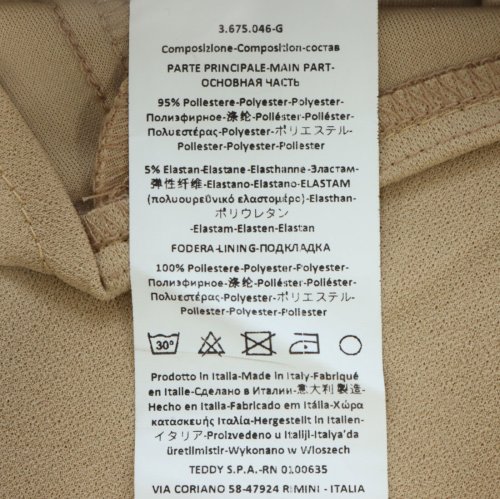 3.675.046-G
Composizione-Composition-состав
PARTE PRINCIPALE-MAIN PART-
ОСНОВНАЯ ЧАСТЬ
95% Poliestere-Polyester-Polyester-
Полиэфирное-涤纶-Poliéster-Poliéster-
Πολυεστέρας-Polyester-ポリエステル-
Polyester-Polyester-Poliester
5% Elastan-Elastane-Elasthanne-Эластам-
弹性纤维-Elastano-Elastano-ELASTAM
(πολυουρεϋνικό ελαστομερέ)-Elasthan-
ポリウレタン
-Elastam-Elasten-Elastan
FODERA-LINING-ПОДКЛАДКА
100% Poliestere-Polyester-Polyester-
Полиэфирное-涤纶-Poliéster-Poliéster-
Πολυεστέρας-Polyester-ポリエステル-
Polyester-Polyester-Poliester
30°
Prodotto in Italia-Made in Italy-Fabriqué
en Italie-Сделано в Италии-意大利製造-
Hecho en Italia-Fabricado em Itália-Χώρα
κατασκευής Ιταλία-Hergestellt in Italien-
イタリア-Proizvedeno u Italiji-Italya'da
üretilmistir-Wykonano w Wloszech
TEDDY S.P.A.-RN 0100635
VIA CORIANO 58-47924 RIMINI - ITALIA